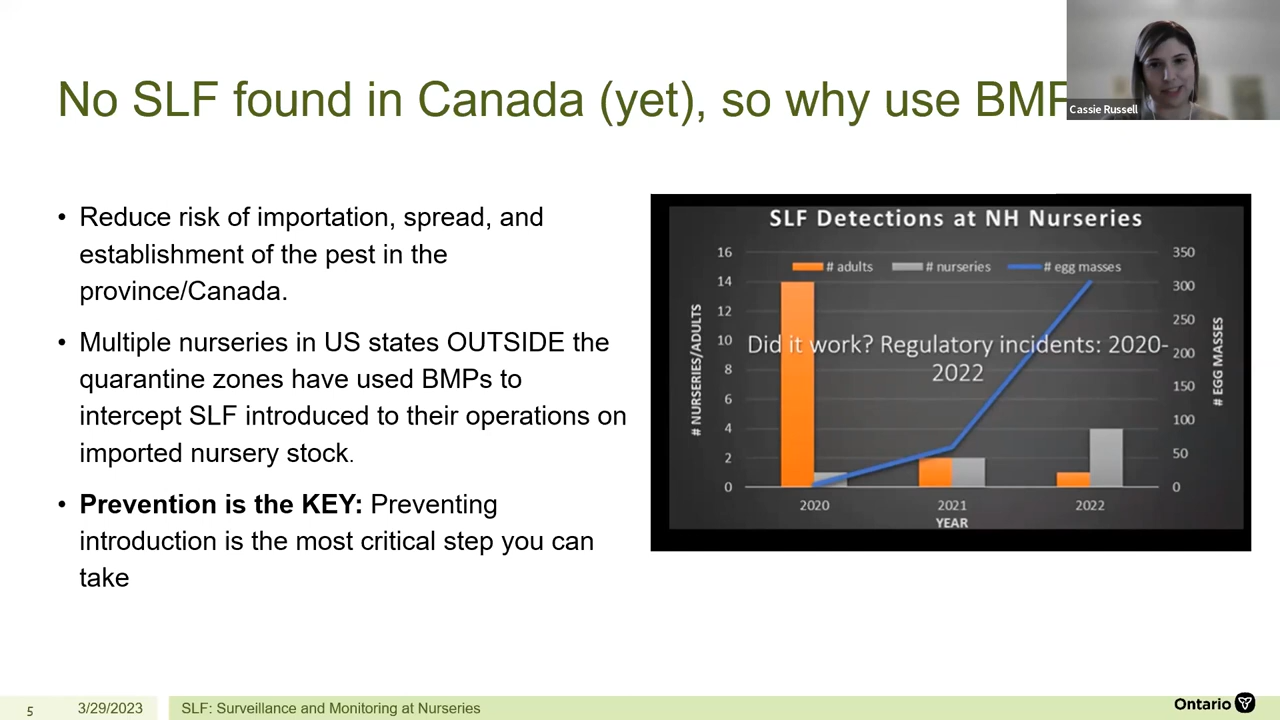 No SLF found in Canada (yet), so why use BMP
Cassie Russell
• Reduce risk of importation, spread, and
establishment of the pest in the
province/Canada.
• Multiple nurseries in US states OUTSIDE the
quarantine zones have used BMPs to
intercept SLF introduced to their operations on
imported nursery stock.
• Prevention is the KEY: Preventing
introduction is the most critical step you can
take
SLF Detections at NH Nurseries
# adults # nurseries # egg masses
Did it work? Regulatory incidents: 2020-
2022
# NURSERIES/ADULTS
16
14
12
10
8
6
4
2
0
350
300
250
200
150
100
50
0
# EGG MASSES
2020 2021 2022
YEAR
5 3/29/2023 SLF: Surveillance and Monitoring at Nurseries
Ontario